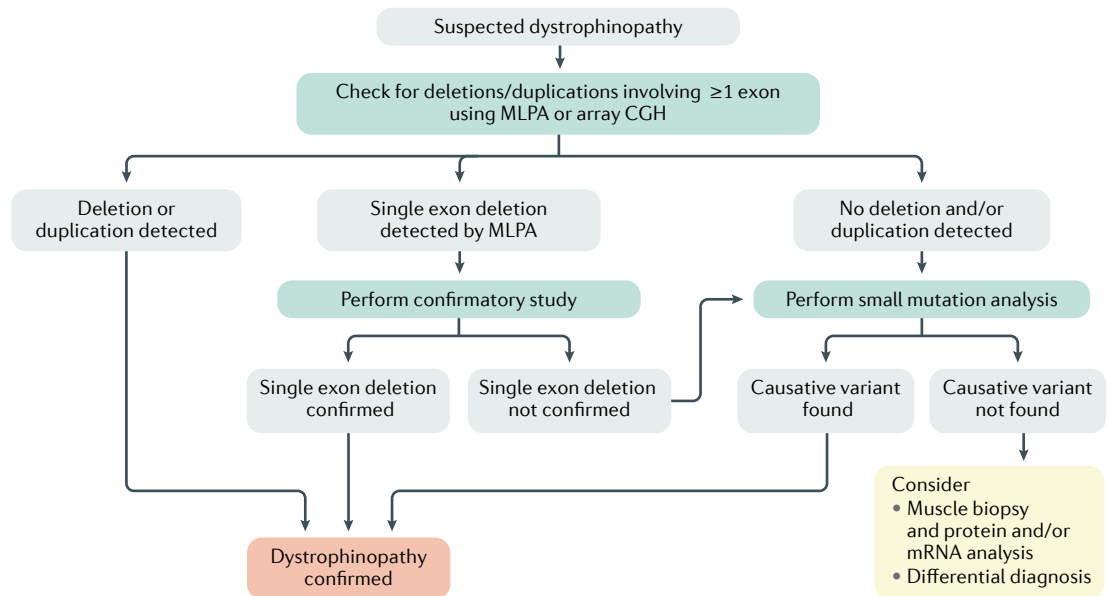 Suspected dystrophinopathy
Check for deletions/duplications involving ≥1 exon
using MLPA or array CGH
Deletion or
duplication detected
Single exon deletion
detected by MLPA
No deletion and/or
duplication detected
Perform confirmatory study
Perform small mutation analysis
Single exon deletion
confirmed
Single exon deletion
not confirmed
Causative variant
found
Causative variant
not found
Dystrophinopathy
confirmed
Consider
• Muscle biopsy
and protein and/or
mRNA analysis
• Differential diagnosis